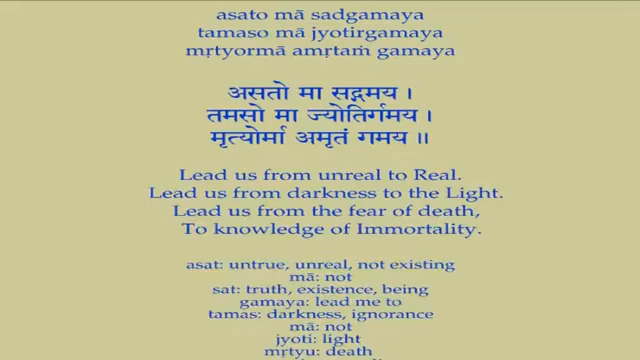 asato mā sadgamaya
tamaso mā jyotirgamaya
mṛtyormā amṛtaṁ gamaya
असतो मा सद्गमय ।
तमसो मा ज्योतिर्गमय ।
मृत्योर्मा अमृतं गमय ॥
Lead us from unreal to Real.
Lead us from darkness to the Light.
Lead us from the fear of death,
To knowledge of Immortality.
asat: untrue, unreal, not existing
mā: not
sat: truth, existence, being
gamaya: lead me to
tamas: darkness, ignorance
mā: not
jyoti: light
mṛtyu: death